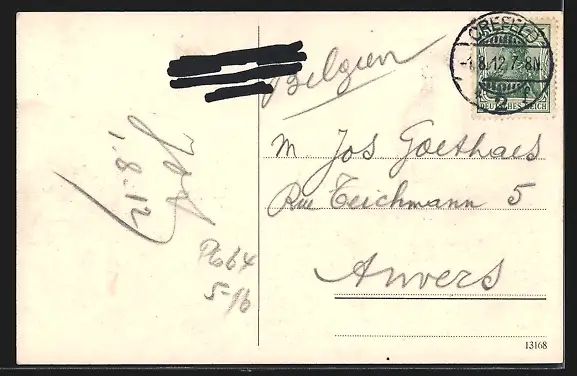 CREFELD
-1.8.12.7-8N
DEUTSCHES REICH
Belgien
M Jos Goethaes
Rue Teichmann 5
Anvers
1.8.12
13168